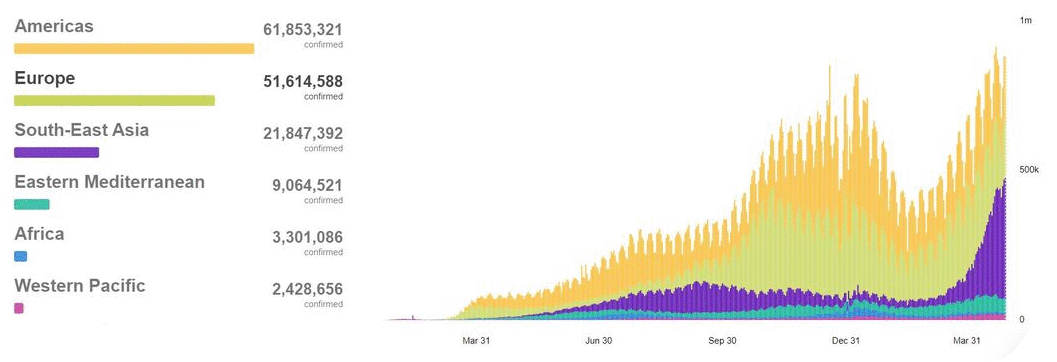 Americas
61,853,321
confirmed
Europe
51,614,588
confirmed
South-East Asia
21,847,392
confirmed
Eastern Mediterranean
9,064,521
confirmed
Africa
3,301,086
confirmed
Western Pacific
2,428,656
confirmed
1m
500k
0
Mar 31
Jun 30
Sep 30
Dec 31
Mar 31